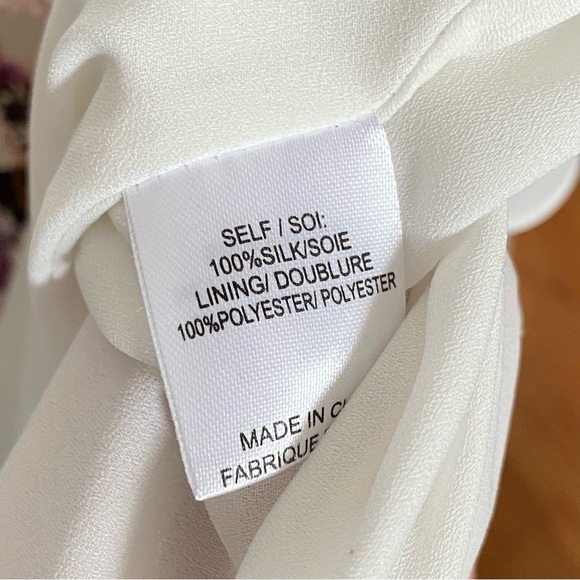 SELF / SOI:
100%SILK/SOIE
LINING/ DOUBLURE
100%POLYESTER/ POLYESTER
MADE IN
FABRIQUE